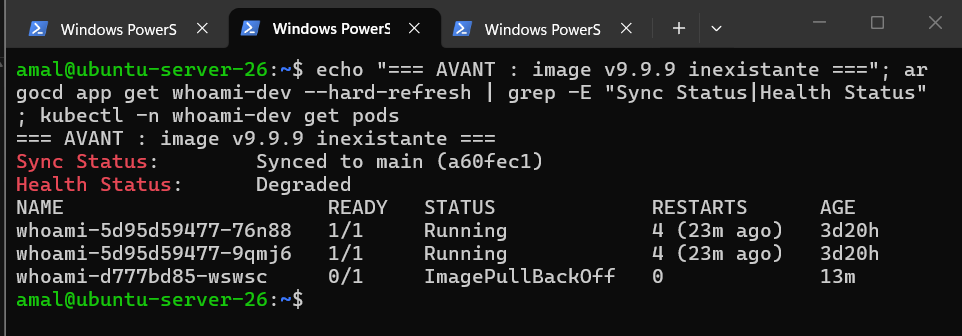 Windows PowerS
Windows PowerS
Windows PowerS
amal@ubuntu-server-26:~$ echo "=== AVANT : image v9.9.9 inexistante ==="; ar
gocd app get whoami-dev --hard-refresh | grep -E "Sync Status|Health Status"
; kubectl -n whoami-dev get pods
=== AVANT : image v9.9.9 inexistante ===
Sync Status:        Synced to main (a60fec1)
Health Status:      Degraded
NAME                      READY   STATUS             RESTARTS      AGE
whoami-5d95d59477-76n88   1/1     Running            4 (23m ago)   3d20h
whoami-5d95d59477-9qmj6   1/1     Running            4 (23m ago)   3d20h
whoami-d777bd85-wswsc     0/1     ImagePullBackOff   0             13m
amal@ubuntu-server-26:~$